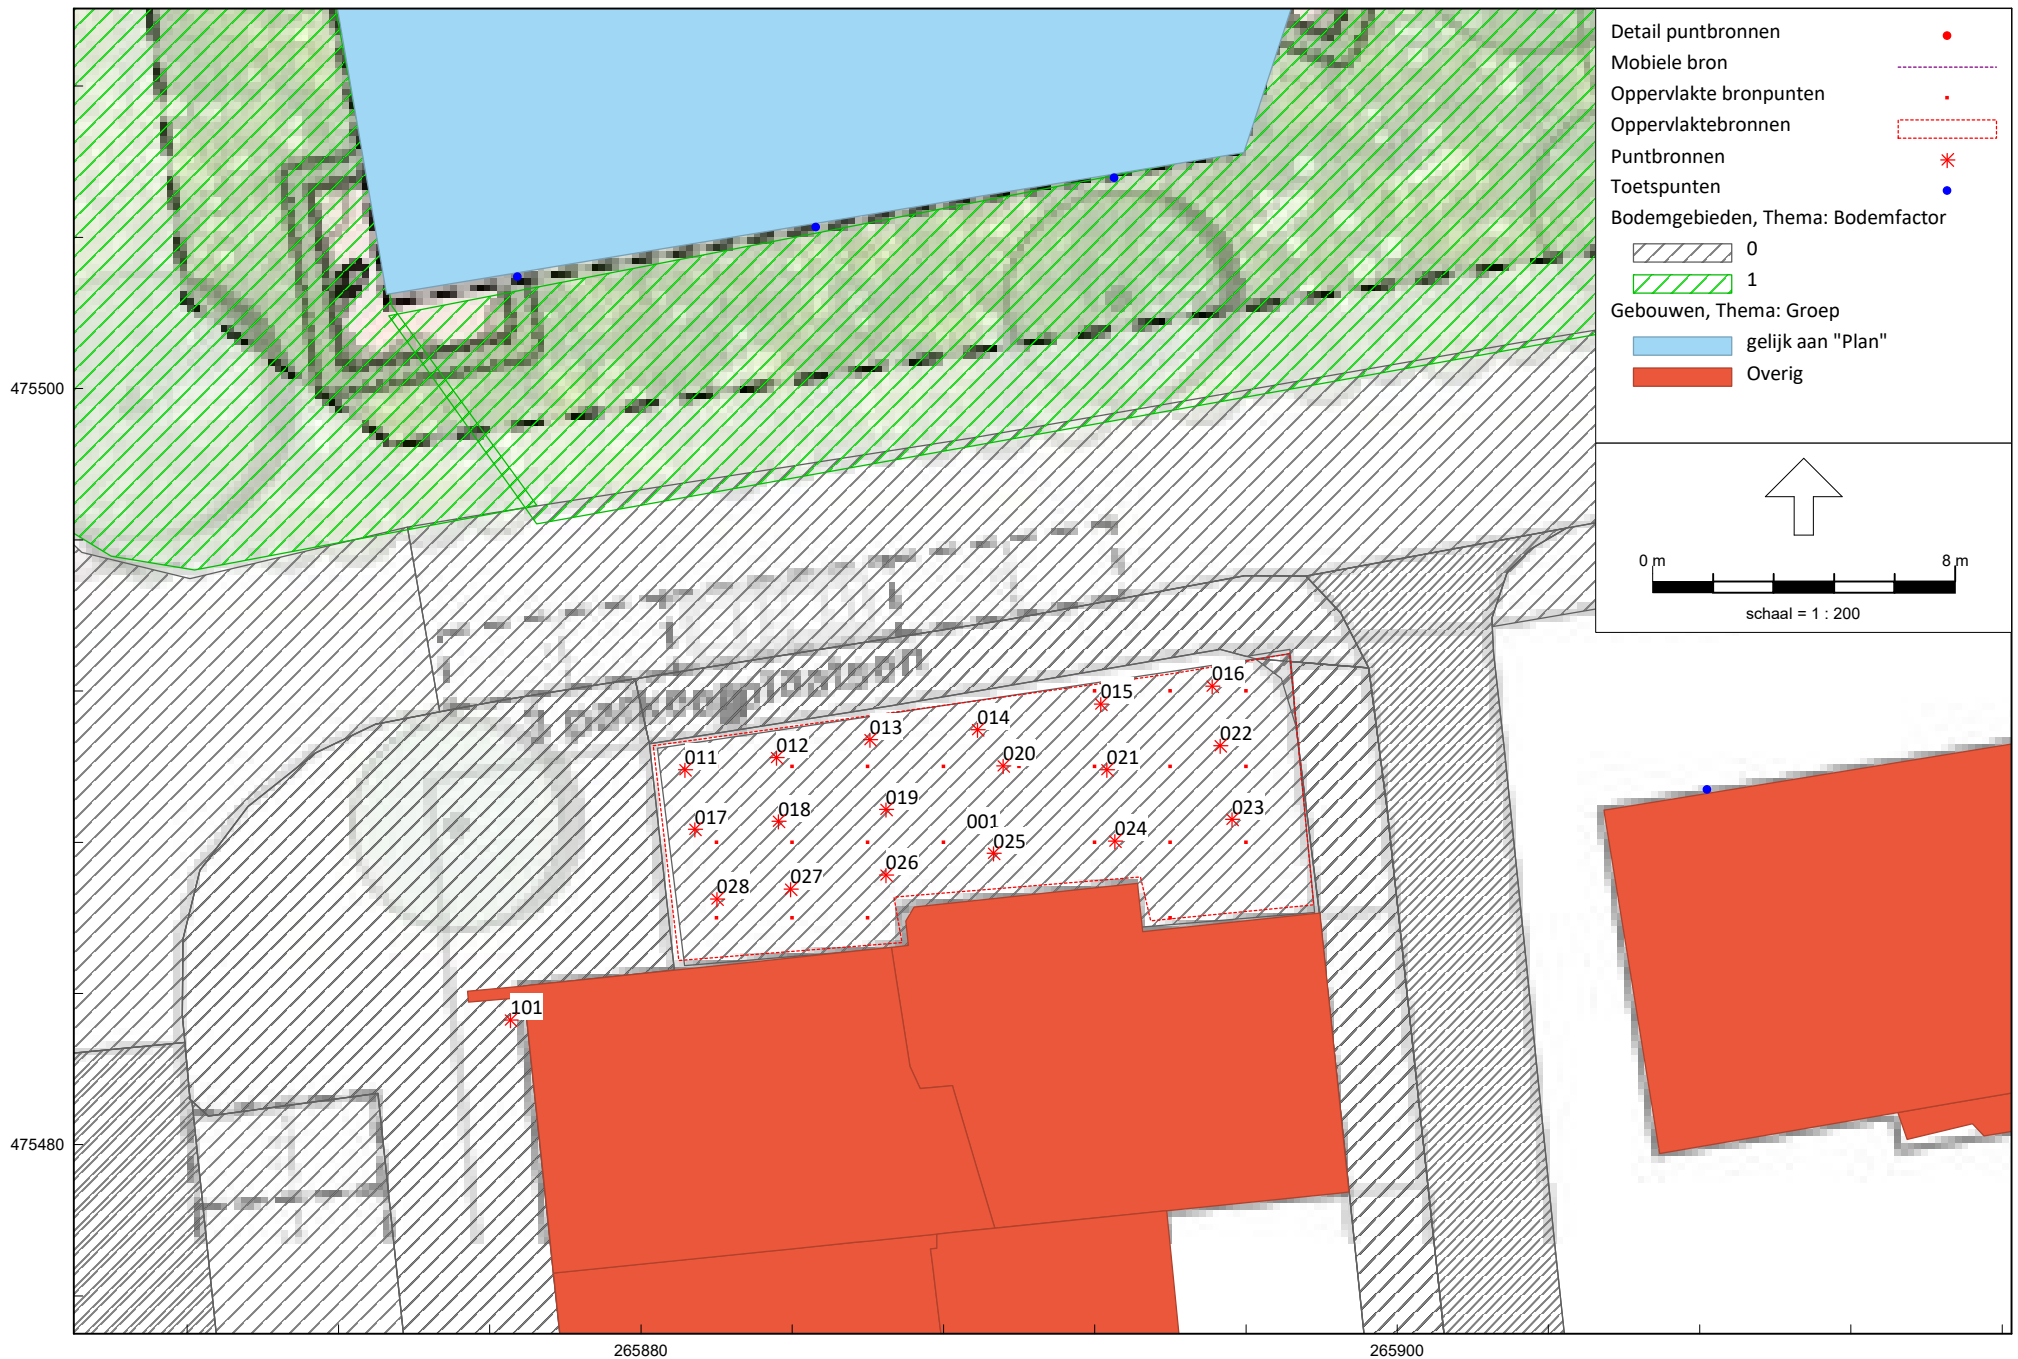 Detail puntbronnen
Mobiele bron
Oppervlakte bronpunten
Oppervlaktebronnen
Puntbronnen
Toetspunten
Bodemgebieden, Thema: Bodemfactor
0
1
Gebouwen, Thema: Groep
gelijk aan "Plan"
Overig
0 m 8 m
schaal = 1 : 200
475500
016
015
014
013
022
012
011
020
021
019
023
018
017
001
024
025
026
027
028
101
475480
265880 265900